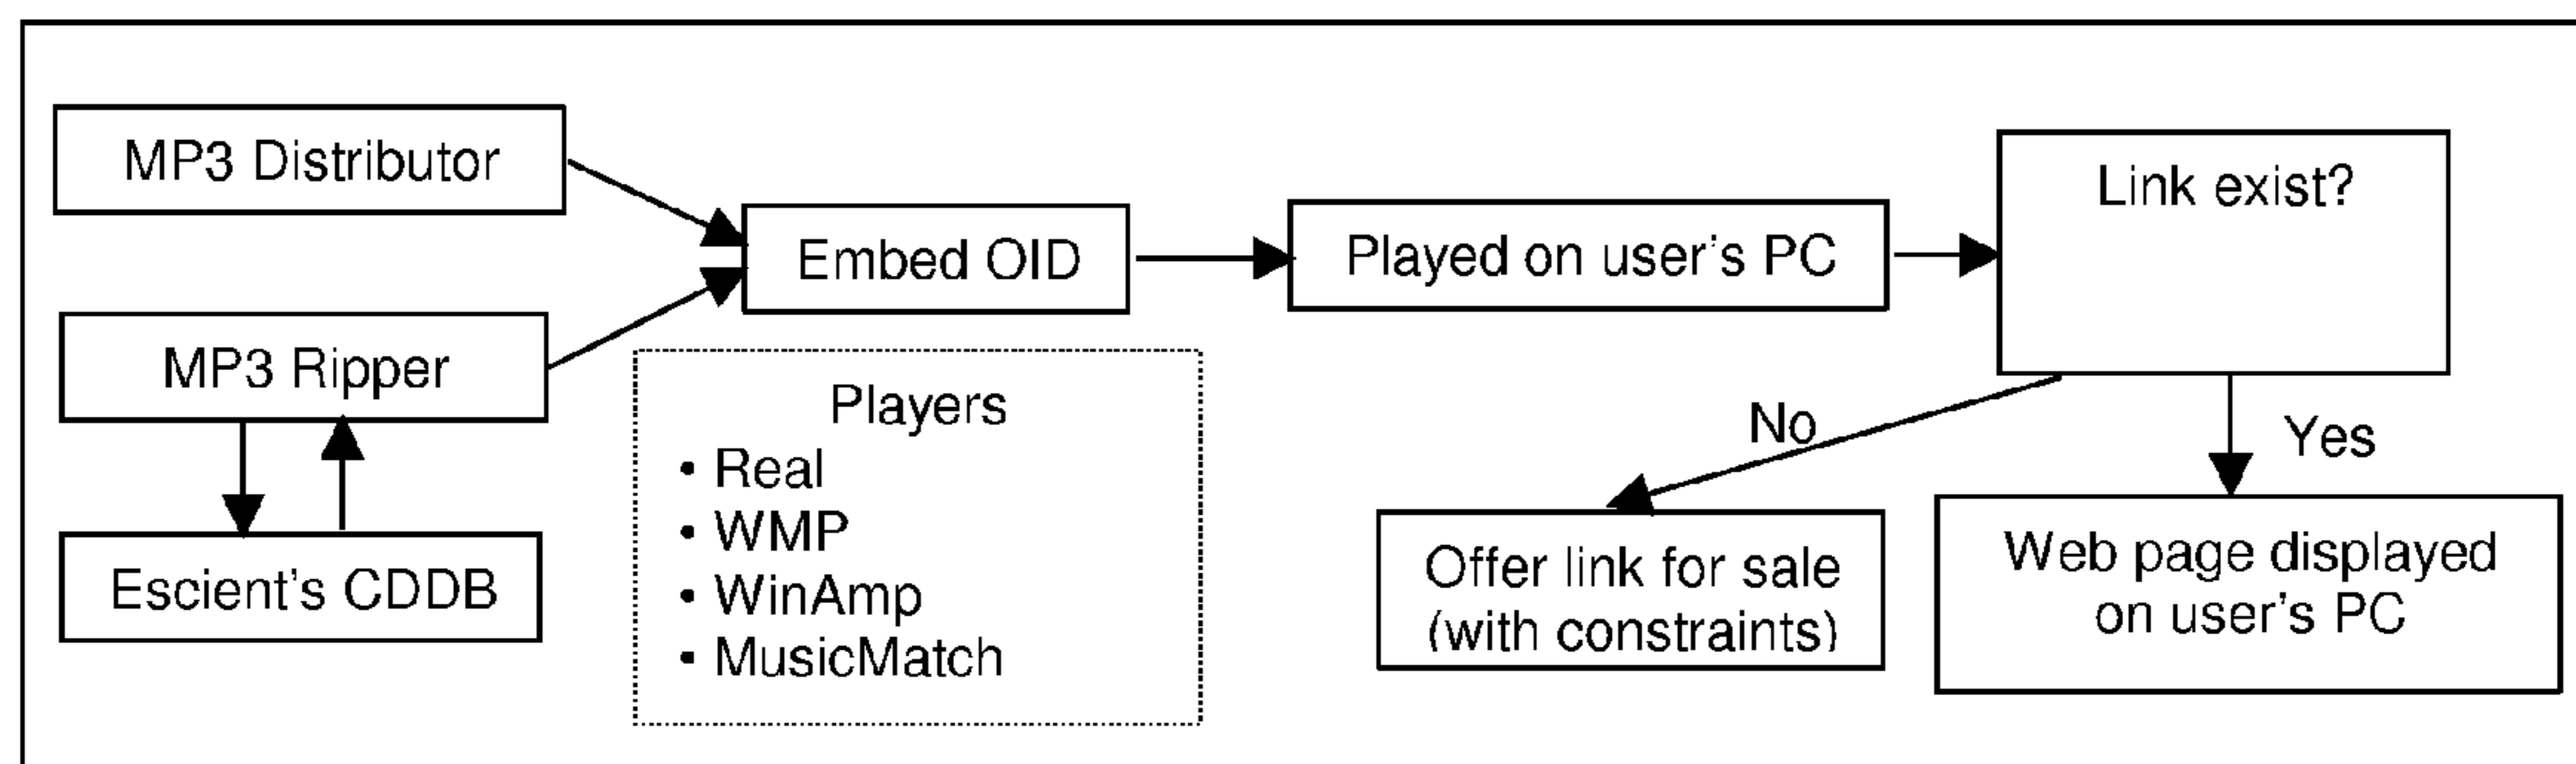 MP3 Distributor
MP3 Ripper
Escient's CDDB
Embed OID
Players
• Real
• WMP
• WinAmp
• MusicMatch
Played on user's PC
Link exist?
No
Yes
Offer link for sale
(with constraints)
Web page displayed
on user's PC